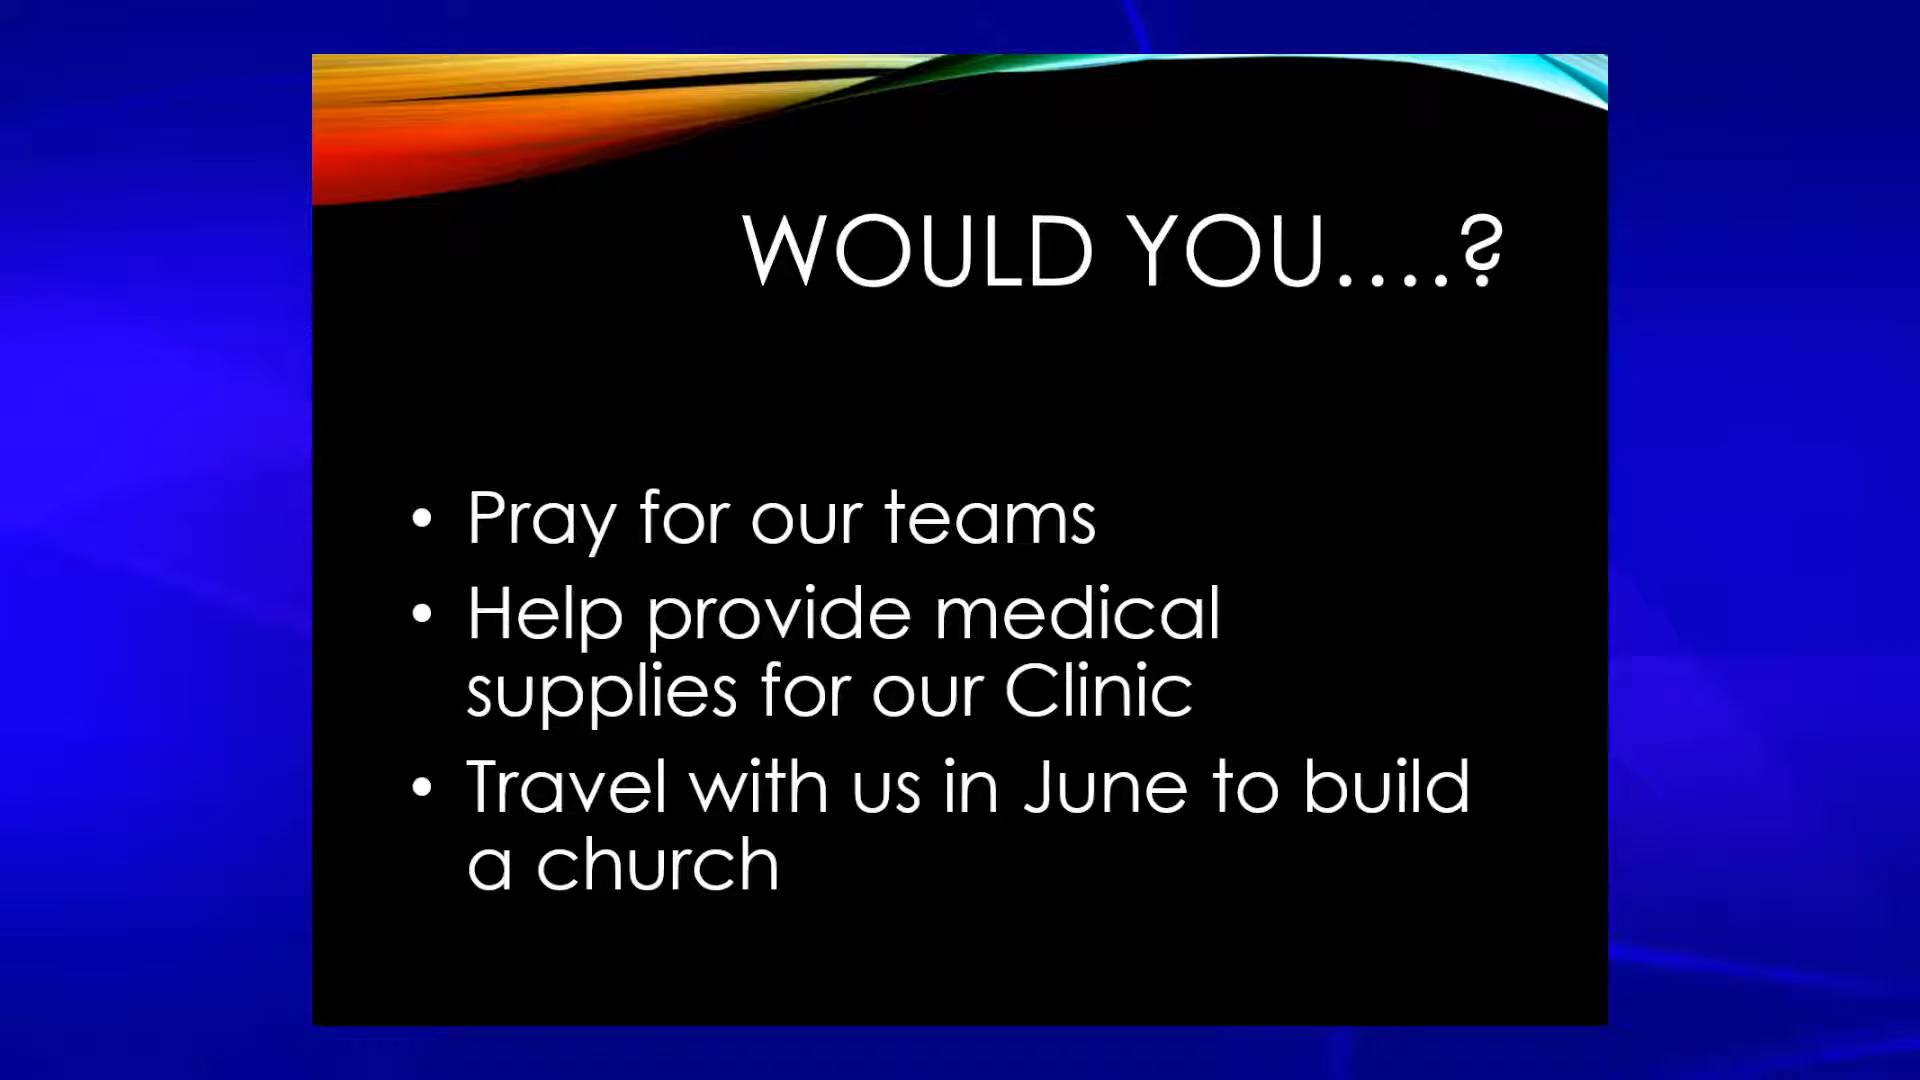 WOULD YOU....?
• Pray for our teams
• Help provide medical
supplies for our Clinic
• Travel with us in June to build
a church